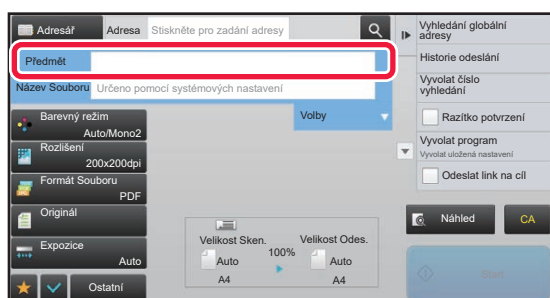 Adresář
Adresa
Stiskněte pro zadání adresy
Předmět
Název Souboru
Určeno pomocí systémových nastavení
Barevný režim
Auto/Mono2
Rozlišení
200x200dpi
Formát Souboru
PDF
Originál
Expozice
Auto
Ostatní
Volby
Velikost Sken.
100%
Velikost Odes.
Auto
A4
Auto
A4
Vyhledání globální
adresy
Historie odeslání
Vyvolat číslo
vyhledání
Razítko potvrzení
Vyvolat program
Vyvolat uložená nastavení
Odeslat link na cíl
Náhled
CA
Start